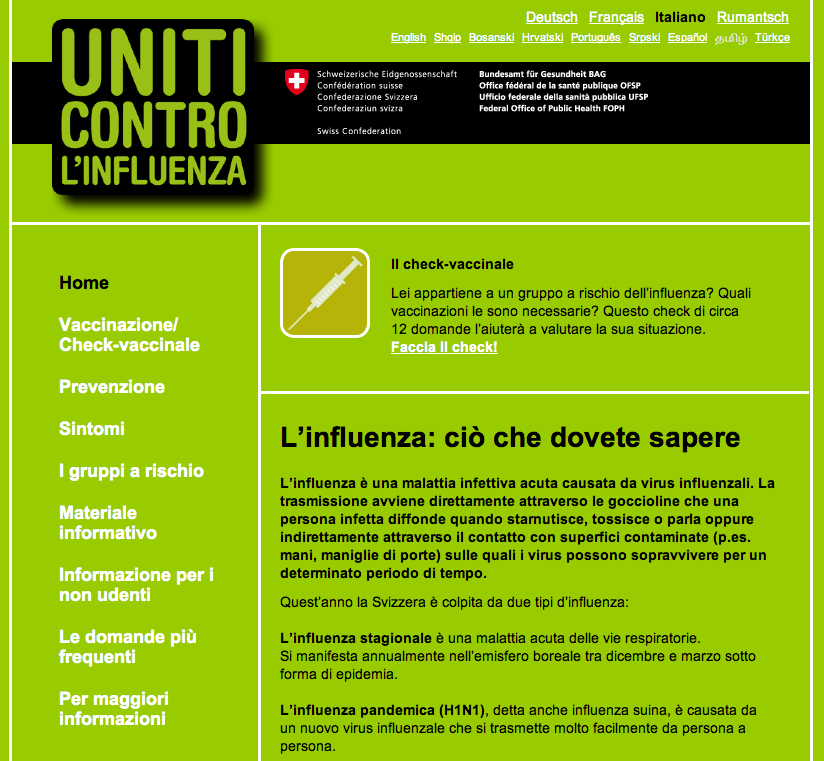 Deutsch Français Italiano Rumantsch
English Shqip Bosanski Hrvatski Português Srpski Español தமிழ் Türkçe
UNITI
CONTRO
L'INFLUENZA
Schweizerische Eidgenossenschaft
Confédération suisse
Confederazione Svizzera
Confederaziun svizra
Swiss Confederation
Bundesamt für Gesundheit BAG
Office fédéral de la santé publique OFSP
Ufficio federale della sanità pubblica UFSP
Federal Office of Public Health FOPH
Home
Vaccinazione/
Check-vaccinale
Prevenzione
Sintomi
I gruppi a rischio
Materiale
informativo
Informazione per i
non udenti
Le domande più
frequenti
Per maggiori
informazioni
Il check-vaccinale
Lei appartiene a un gruppo a rischio dell'influenza? Quali
vaccinazioni le sono necessarie? Questo check di circa
12 domande l'aiuterà a valutare la sua situazione.
Faccia il check!
L'influenza: ciò che dovete sapere
L'influenza è una malattia infettiva acuta causata da virus influenzali. La
trasmissione avviene direttamente attraverso le goccioline che una
persona infetta diffonde quando starnutisce, tossisce o parla oppure
indirettamente attraverso il contatto con superfici contaminate (p.es.
mani, maniglie di porte) sulle quali i virus possono sopravvivere per un
determinato periodo di tempo.
Quest'anno la Svizzera è colpita da due tipi d'influenza:
L'influenza stagionale è una malattia acuta delle vie respiratorie.
Si manifesta annualmente nell'emisfero boreale tra dicembre e marzo sotto
forma di epidemia.
L'influenza pandemica (H1N1), detta anche influenza suina, è causata da
un nuovo virus influenzale che si trasmette molto facilmente da persona a
persona.